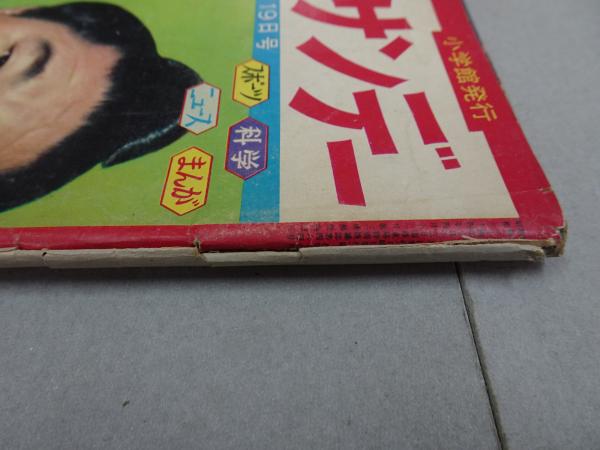 小学館発行
サンデー
19日号
スポーツ
ニュース
科学
まんが